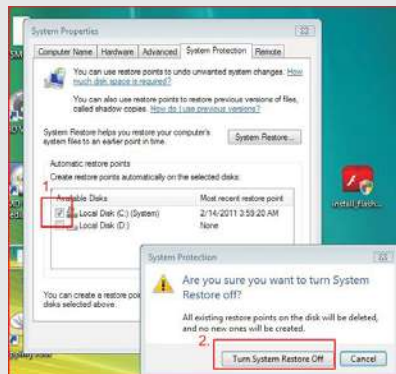 System Properties
Computer Name Hardware Advanced System Protection Remote
You can use restore points to undo unwanted system changes. How
much disk space is required?
You can also use restore points to restore previous versions of files,
called shadow copies. How do I use previous versions?
System Restore helps you restore your computer's
system files to an earlier point in time.
System Restore...
Automatic restore points
Create restore points automatically on the selected disks:
1.
Available Disks Most recent restore point
Local Disk (C:) (System) 2/14/2011 3:59:20 AM
Local Disk (D:) None
You can create a restore poi
disks selected above.
install_flash...
System Protection
Are you sure you want to turn System
Restore off?
All existing restore points on the disk will be deleted,
and no new ones will be created.
2.
Turn System Restore Off Cancel